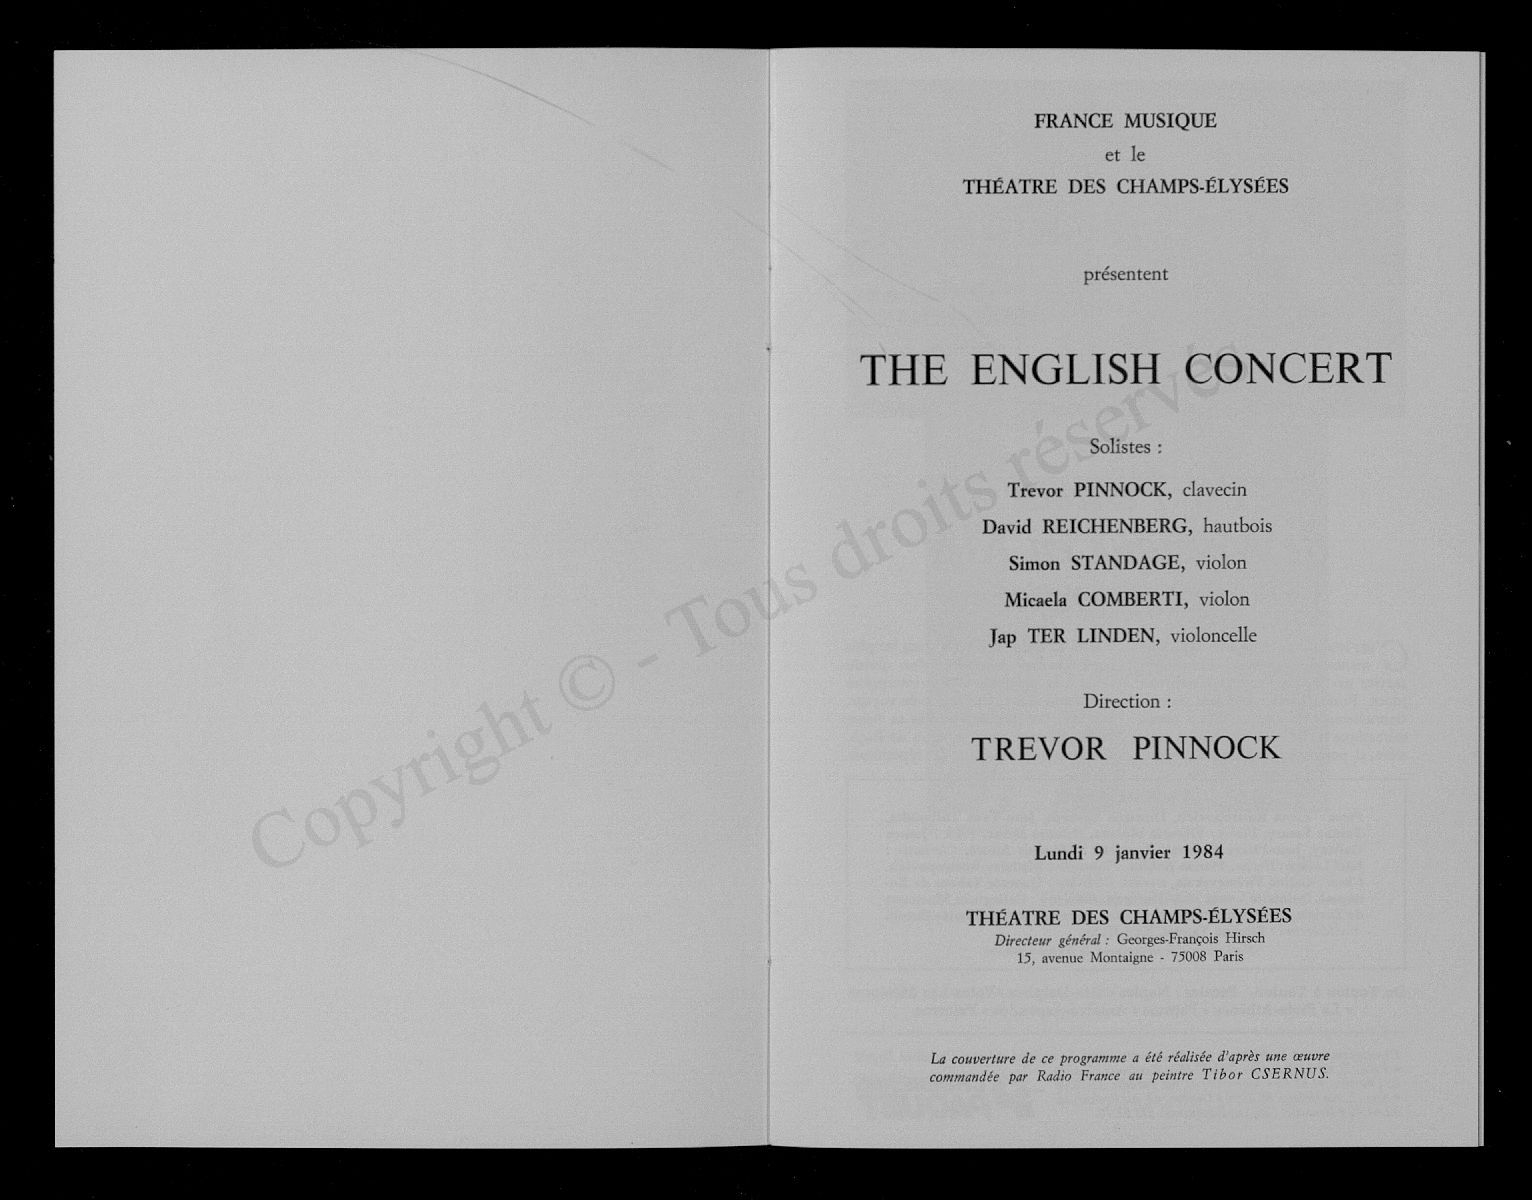 FRANCE MUSIQUE
et le
THÉATRE DES CHAMPS-ÉLYSÉES
présentent
THE ENGLISH CONCERT
Solistes :
Trevor PINNOCK, clavecin
David REICHENBERG, hautbois
Simon STANDAGE, violon
Micaela COMBERTI, violon
Jap TER LINDEN, violoncelle
Direction :
TREVOR PINNOCK
Lundi 9 janvier 1984
THÉATRE DES CHAMPS-ÉLYSÉES
Directeur général : Georges-François Hirsch
15, avenue Montaigne - 75008 Paris
La couverture de ce programme a été réalisée d'après une œuvre
commandée par Radio France au peintre Tibor CSERNUS.
Copyright © - Tous droits réservés